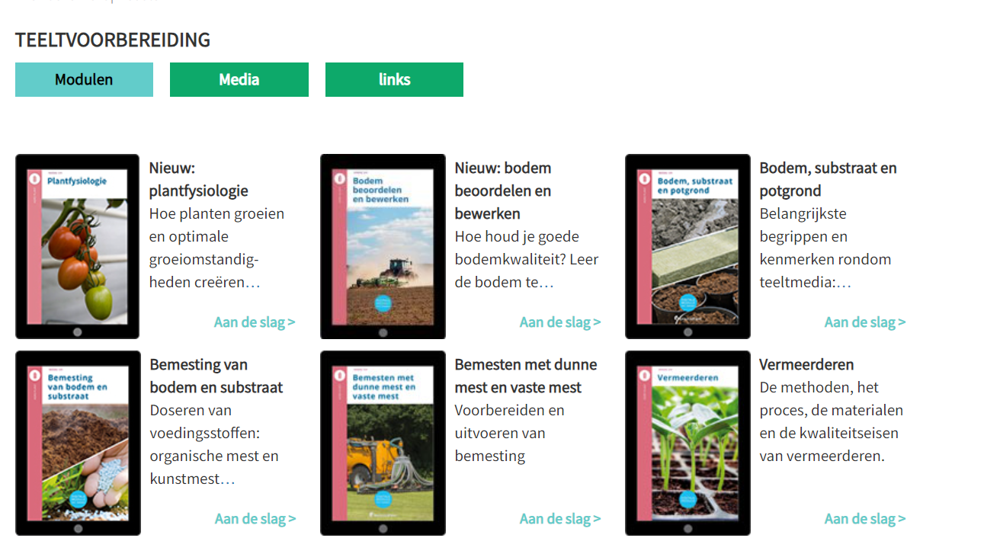 TEELTVOORBEREIDING
Modulen
Media
links
Plantfysiologie
Nieuw:
plantfysiologie
Hoe planten groeien
en optimale
groeiomstandig-
heden creëren…
Aan de slag >
Bodem
beoordelen
en bewerken
Nieuw: bodem
beoordelen en
bewerken
Hoe houd je goede
bodemkwaliteit? Leer
de bodem te…
Aan de slag >
Bodem, substraat
en potgrond
Bodem, substraat en
potgrond
Belangrijkste
begrippen en
kenmerken rondom
teeltmedia:…
Aan de slag >
Bemesting
van bodem en
substraat
Bemesting van
bodem en substraat
Doseren van
voedingsstoffen:
organische mest en
kunstmest…
Aan de slag >
Bemesten met
dunne mest en
vaste mest
Bemesten met dunne
mest en vaste mest
Voorbereiden en
uitvoeren van
bemesting
Aan de slag >
Vermeerderen
Vermeerderen
De methoden, het
proces, de materialen
en de kwaliteitseisen
van vermeerderen.
Aan de slag >